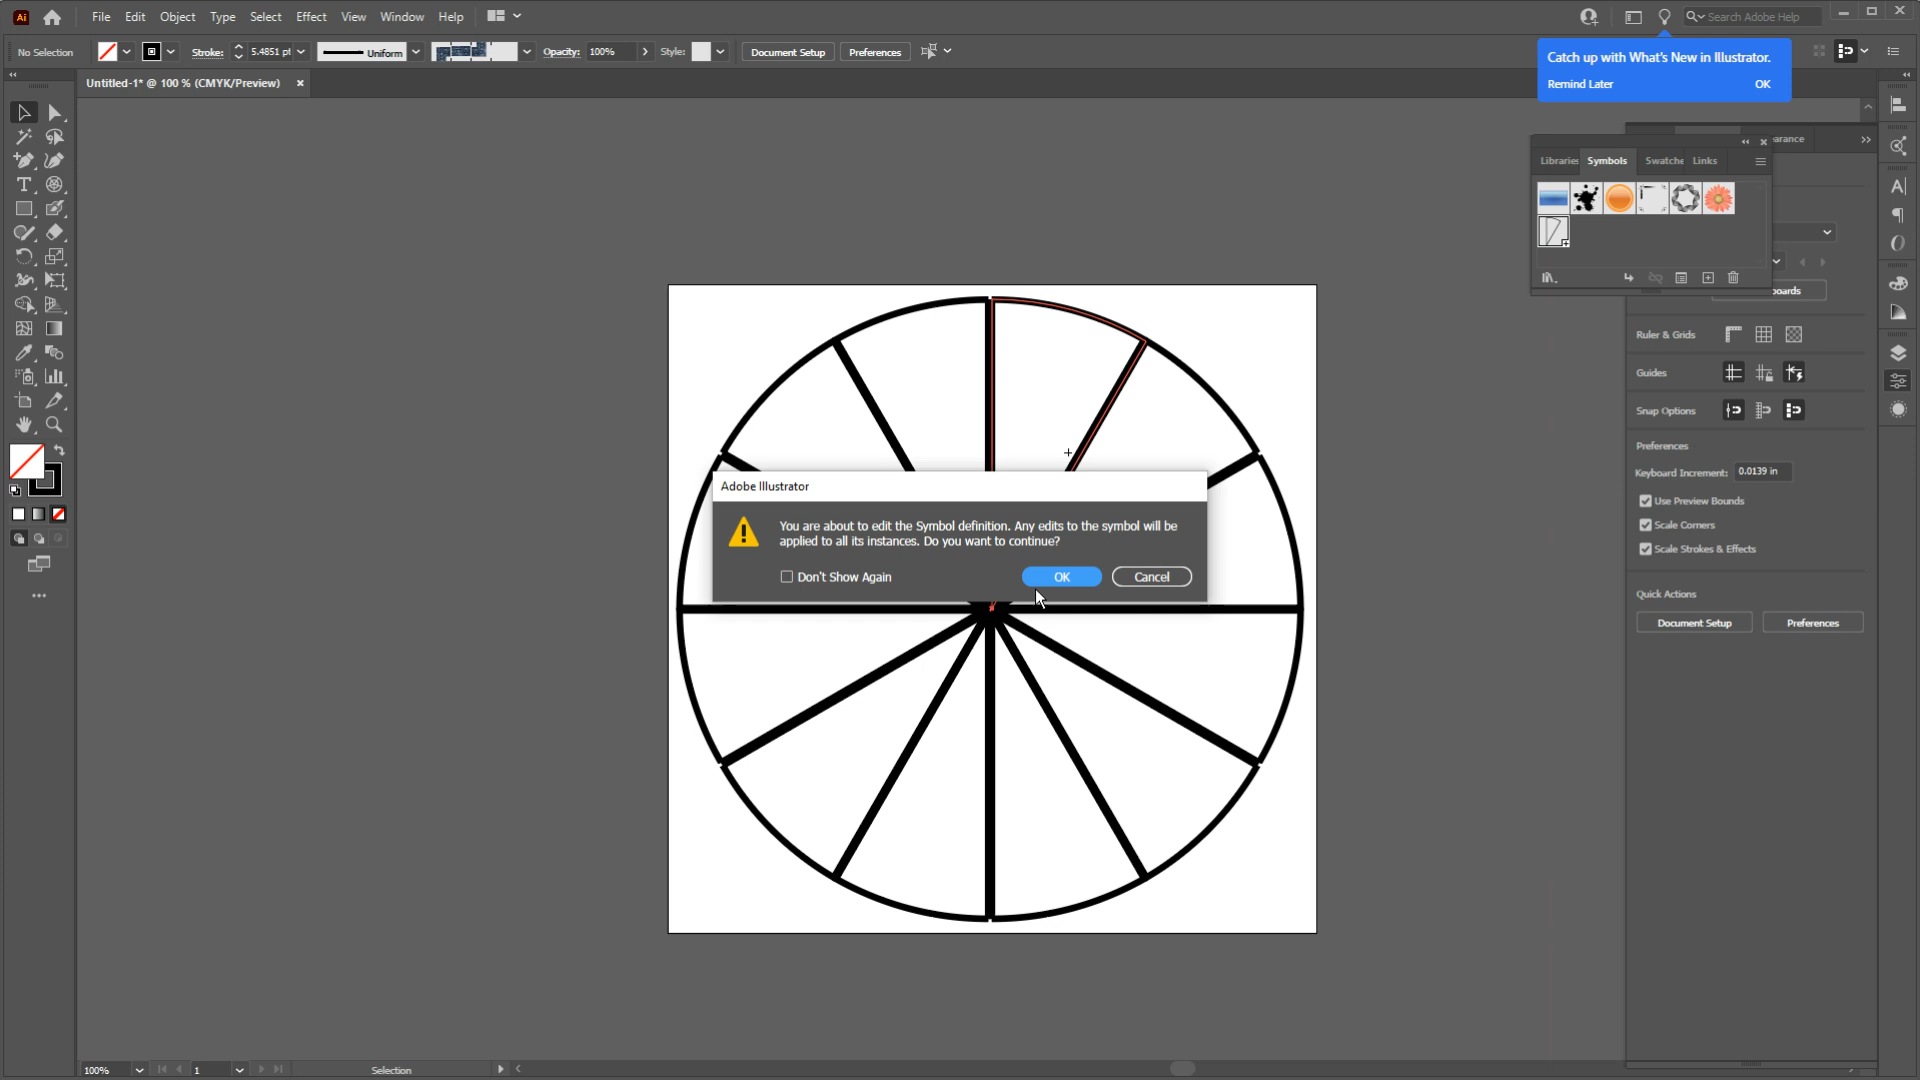 Ai File Edit Object Type Select Effect View Window Help
Search Adobe Help
No Selection Stroke: 5.4851 pt Uniform Opacity: 100% Style: Document Setup Preferences
Catch up with What's New in Illustrator.
Remind Later OK
Untitled-1* @ 100 % (CMYK/Preview)
Libraries Symbols Swatche Links
earance
boards
Ruler & Grids
Guides
Snap Options
Preferences
Keyboard Increment: 0.0139 in
Use Preview Bounds
Scale Corners
Scale Strokes & Effects
Quick Actions
Document Setup Preferences
Adobe Illustrator
You are about to edit the Symbol definition. Any edits to the symbol will be
applied to all its instances. Do you want to continue?
Don't Show Again OK Cancel
100% 1 Selection